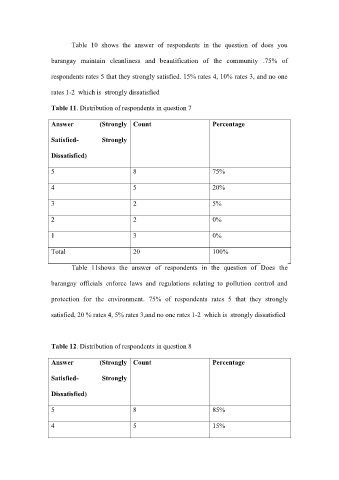 Table 10 shows the answer of respondents in the question of does you
barangay maintain cleanliness and beautification of the community .75% of
respondents rates 5 that they strongly satisfied. 15% rates 4, 10% rates 3, and no one
rates 1-2 which is strongly dissatisfied
Table 11. Distribution of respondents in question 7
Answer (Strongly Count Percentage
Satisfied- Strongly
Dissatisfied)
5 8 75%
4 5 20%
3 2 5%
2 2 0%
1 3 0%
Total 20 100%
Table 11shows the answer of respondents in the question of Does the
barangay officials enforce laws and regulations relating to pollution control and
protection for the environment. 75% of respondents rates 5 that they strongly
satisfied, 20 % rates 4, 5% rates 3,and no one rates 1-2 which is strongly dissatisfied
Table 12. Distribution of respondents in question 8
Answer (Strongly Count Percentage
Satisfied- Strongly
Dissatisfied)
5 8 85%
4 5 15%